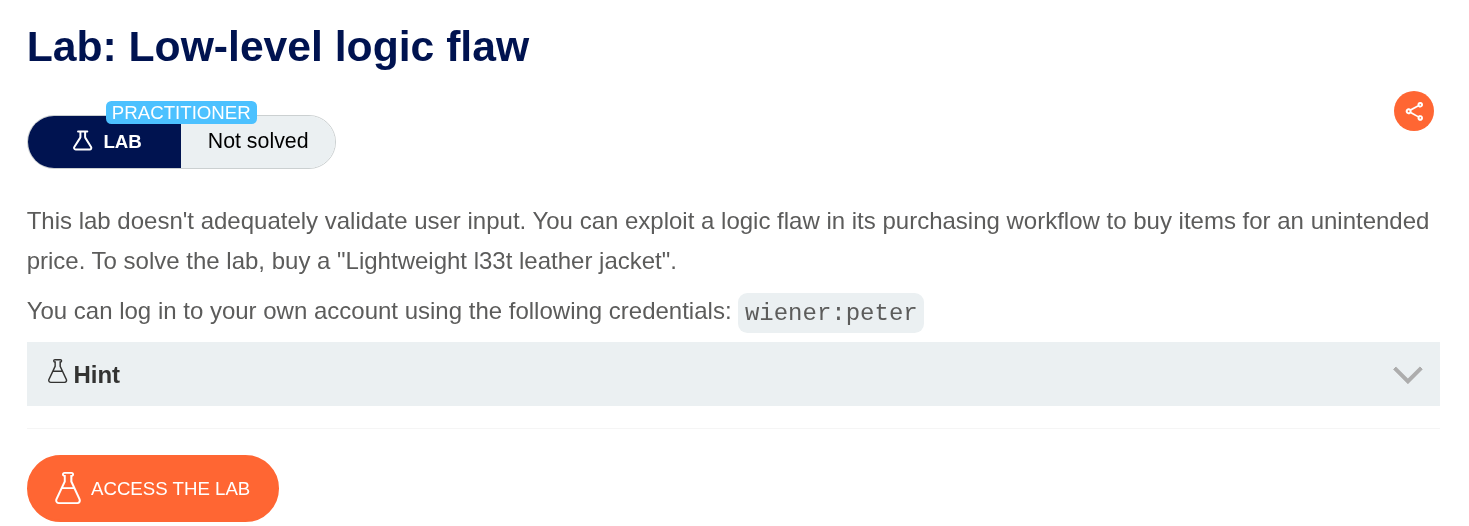 Lab: Low-level logic flaw
PRACTITIONER
LAB
Not solved
This lab doesn't adequately validate user input. You can exploit a logic flaw in its purchasing workflow to buy items for an unintended
price. To solve the lab, buy a "Lightweight l33t leather jacket".
You can log in to your own account using the following credentials: wiener:peter
Hint
ACCESS THE LAB